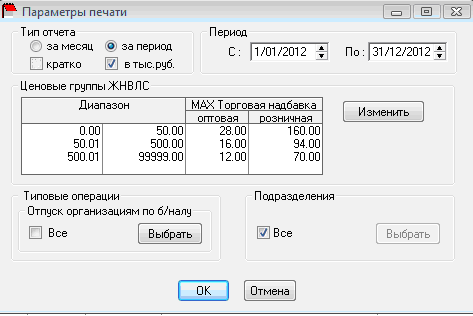 Параметры печати
Тип отчета
за месяц за период
кратко в тыс.руб.
Период
С : 1/01/2012 По : 31/12/2012
Ценовые группы ЖНВЛС
Диапазон MAX Торговая надбавка
оптовая розничная
0.00 50.00 28.00 160.00
50.01 500.00 16.00 94.00
500.01 99999.00 12.00 70.00
Изменить
Типовые операции
Отпуск организациям по б/налу
Все Выбрать
Подразделения
Все Выбрать
OK Отмена